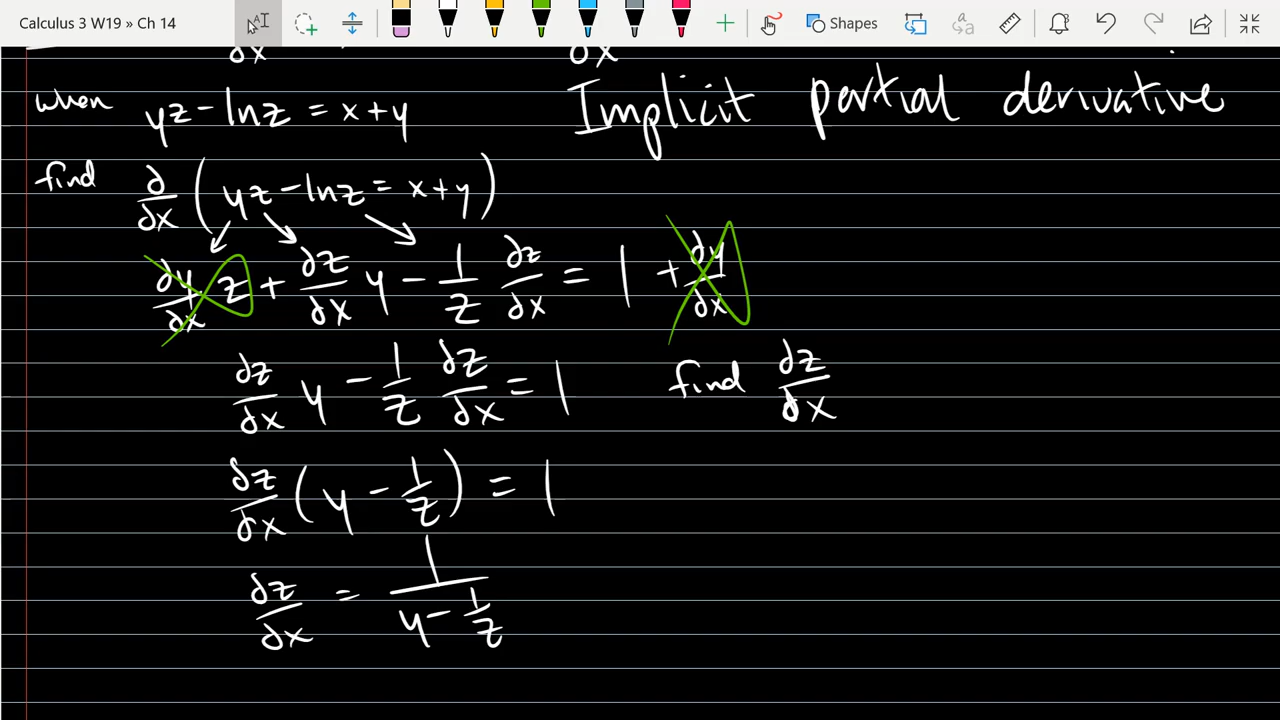 Calculus 3 W19 » Ch 14 Shapes
∂x ∂x
when yz - ln z = x + y Implicit partial derivative
find ∂/∂x ( yz - ln z = x + y )
∂y/∂x z + ∂z/∂x y - 1/z ∂z/∂x = 1 + ∂y/∂x
∂z/∂x y - 1/z ∂z/∂x = 1 find ∂z/∂x
∂z/∂x ( y - 1/z ) = 1
∂z/∂x = 1/(y - 1/z)